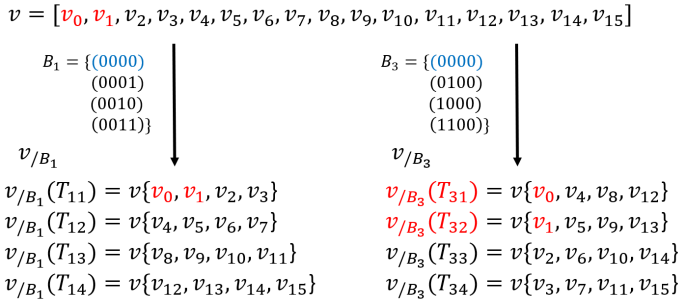 v = [v₀, v₁, v₂, v₃, v₄, v₅, v₆, v₇, v₈, v₉, v₁₀, v₁₁, v₁₂, v₁₃, v₁₄, v₁₅]
B₁ = {(0000)
(0001)
(0010)
(0011)}
v/B₁
v/B₁(T₁₁) = v{v₀, v₁, v₂, v₃}
v/B₁(T₁₂) = v{v₄, v₅, v₆, v₇}
v/B₁(T₁₃) = v{v₈, v₉, v₁₀, v₁₁}
v/B₁(T₁₄) = v{v₁₂, v₁₃, v₁₄, v₁₅}
B₃ = {(0000)
(0100)
(1000)
(1100)}
v/B₃
v/B₃(T₃₁) = v{v₀, v₄, v₈, v₁₂}
v/B₃(T₃₂) = v{v₁, v₅, v₉, v₁₃}
v/B₃(T₃₃) = v{v₂, v₆, v₁₀, v₁₄}
v/B₃(T₃₄) = v{v₃, v₇, v₁₁, v₁₅}